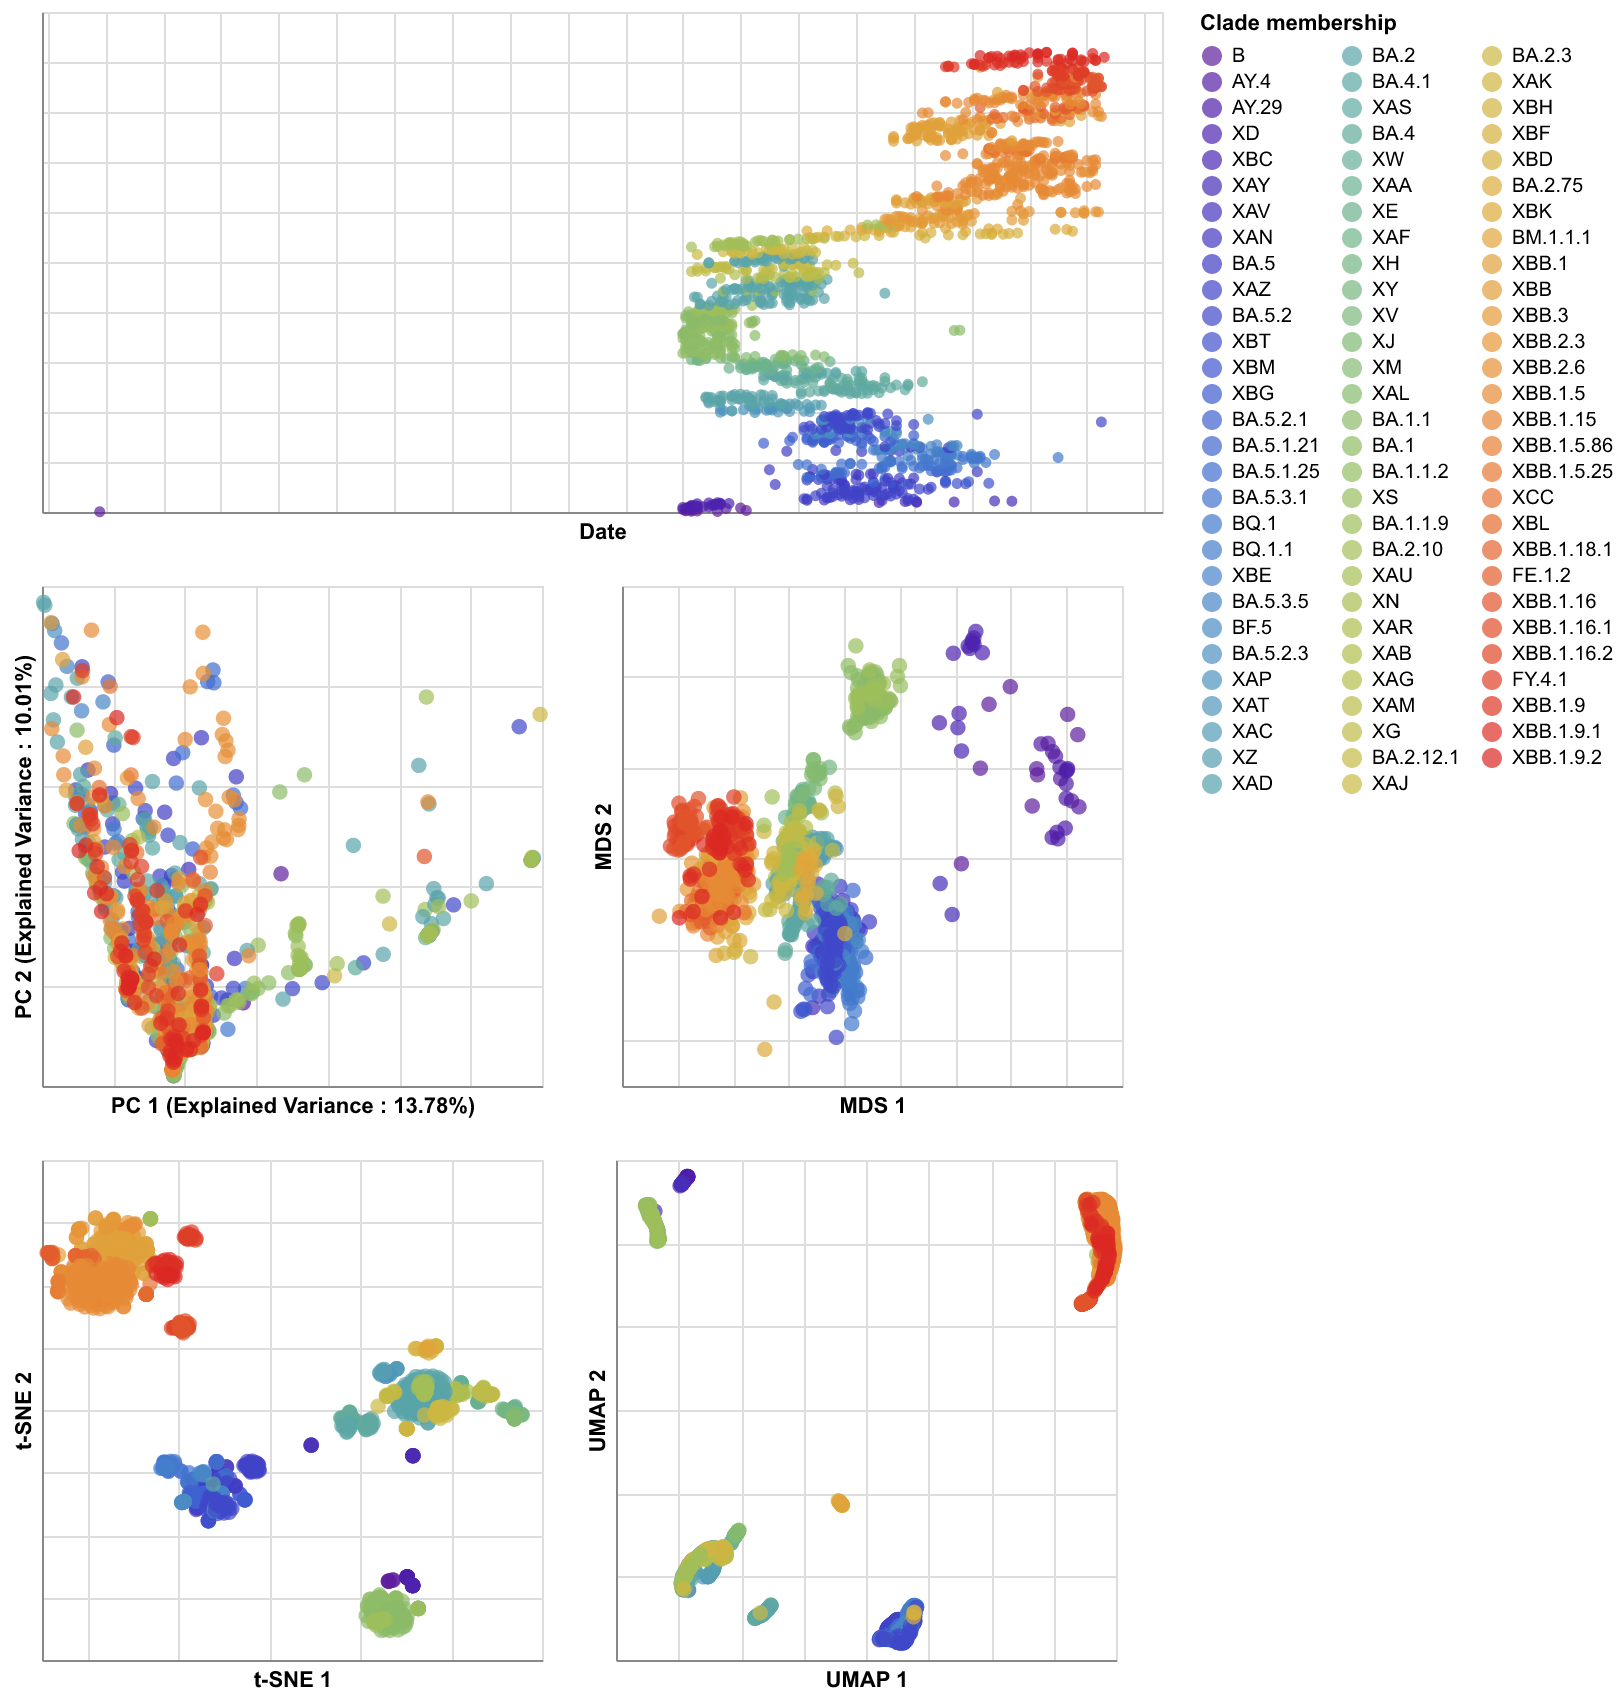 Clade membership
B
AY.4
AY.29
XD
XBC
XAY
XAV
XAN
BA.5
XAZ
BA.5.2
XBT
XBM
XBG
BA.5.2.1
BA.5.1.21
BA.5.1.25
BA.5.3.1
BQ.1
BQ.1.1
XBE
BA.5.3.5
BF.5
BA.5.2.3
XAP
XAT
XAC
XZ
XAD
BA.2
BA.4.1
XAS
BA.4
XW
XAA
XE
XAF
XH
XY
XV
XJ
XM
XAL
BA.1.1
BA.1
BA.1.1.2
XS
BA.1.1.9
BA.2.10
XAU
XN
XAR
XAB
XAG
XAM
XG
BA.2.12.1
XAJ
BA.2.3
XAK
XBH
XBF
XBD
BA.2.75
XBK
BM.1.1.1
XBB.1
XBB
XBB.3
XBB.2.3
XBB.2.6
XBB.1.5
XBB.1.15
XBB.1.5.86
XBB.1.5.25
XCC
XBL
XBB.1.18.1
FE.1.2
XBB.1.16
XBB.1.16.1
XBB.1.16.2
FY.4.1
XBB.1.9
XBB.1.9.1
XBB.1.9.2
Date
PC 2 (Explained Variance : 10.01%)
PC 1 (Explained Variance : 13.78%)
MDS 2
MDS 1
t-SNE 2
t-SNE 1
UMAP 2
UMAP 1